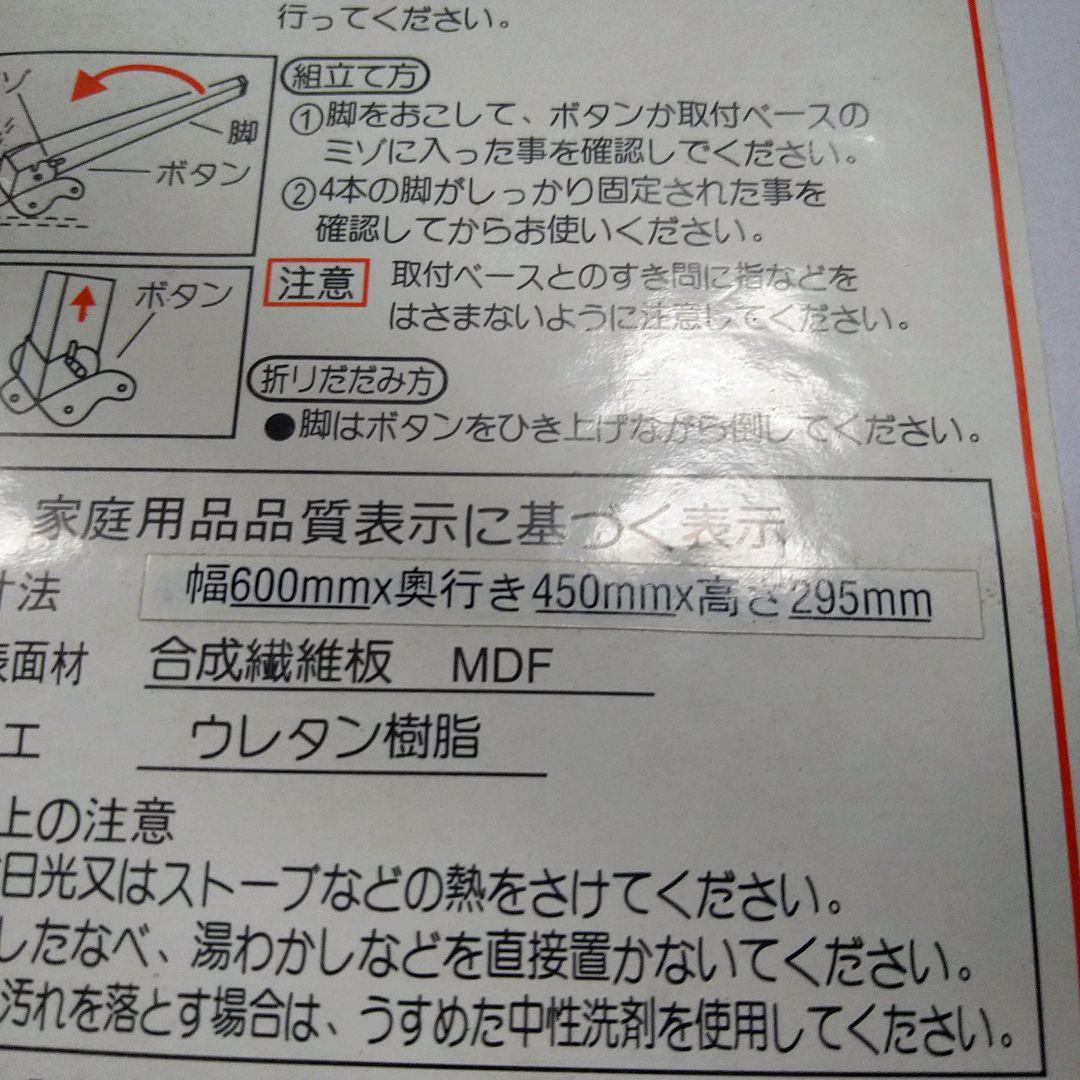 行ってください。
ゾ
脚
ボタン
組立て方
①脚をおこして、ボタンか取付ベースの
ミゾに入った事を確認しでください。
②4本の脚がしっかり固定された事を
確認してからお使いください。
ボタン
注意 取付ベースとのすき問に指などを
はさまないように注意してください。
折りだだみ方
●脚はボタンをひき上げながら倒してください。
家庭用品品質表示に基づく表示
寸法 幅600mmx奥行き450mmx高さ295mm
表面材 合成繊維板 MDF
工 ウレタン樹脂
上の注意
日光又はストーブなどの熱をさけてください。
したなべ、湯わかしなどを直接置かないてください。
汚れを落とす場合は、うすめた中性洗剤を使用してください。